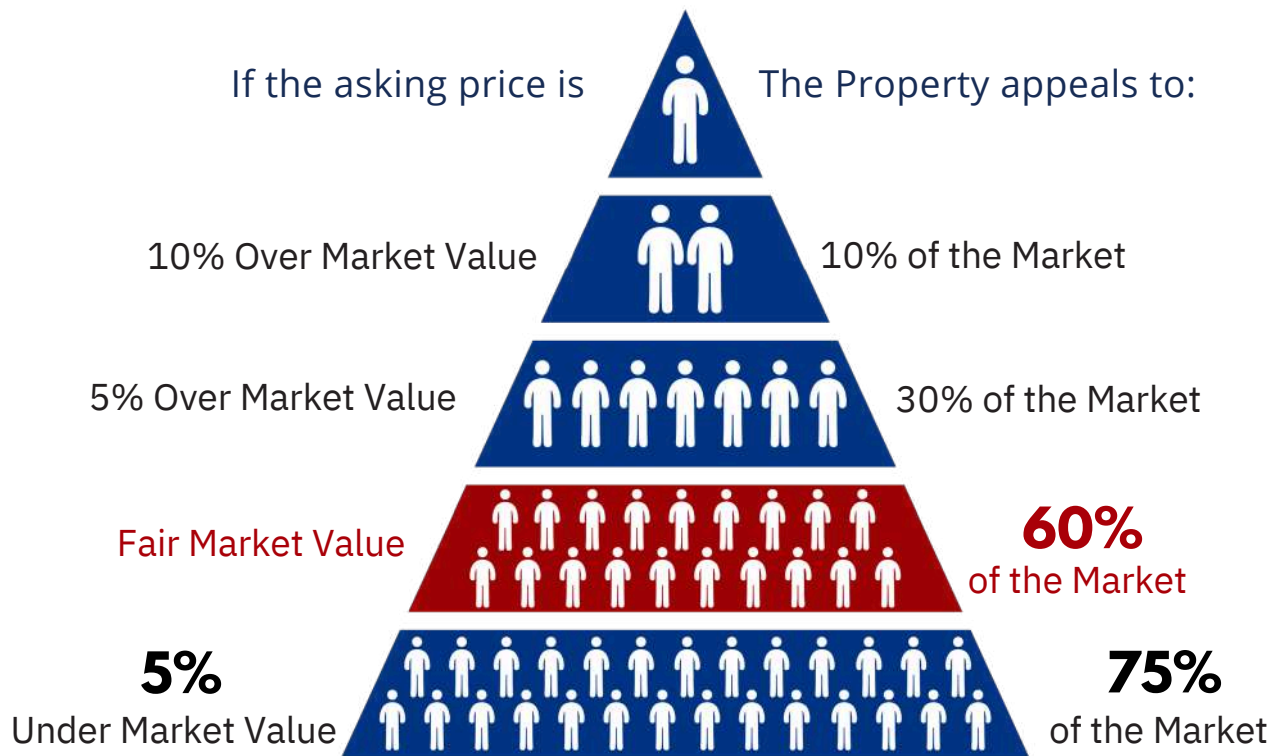 If the asking price is
The Property appeals to:
10% Over Market Value
10% of the Market
5% Over Market Value
30% of the Market
Fair Market Value
60%
of the Market
5%
Under Market Value
75%
of the Market